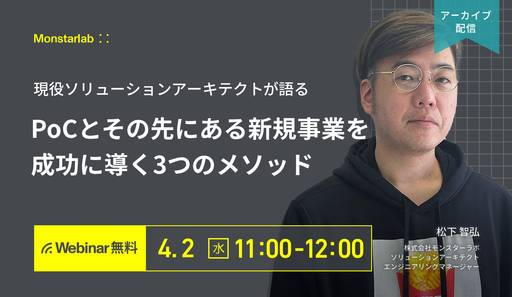 アーカイブ
配信
Monstarlab
現役ソリューションアーキテクトが語る
PoCとその先にある新規事業を
成功に導く3つのメソッド
Webinar無料 4.2 水 11:00-12:00
松下 智弘
株式会社モンスターラボ
ソリューションアーキテクト
エンジニアリングマネージャー